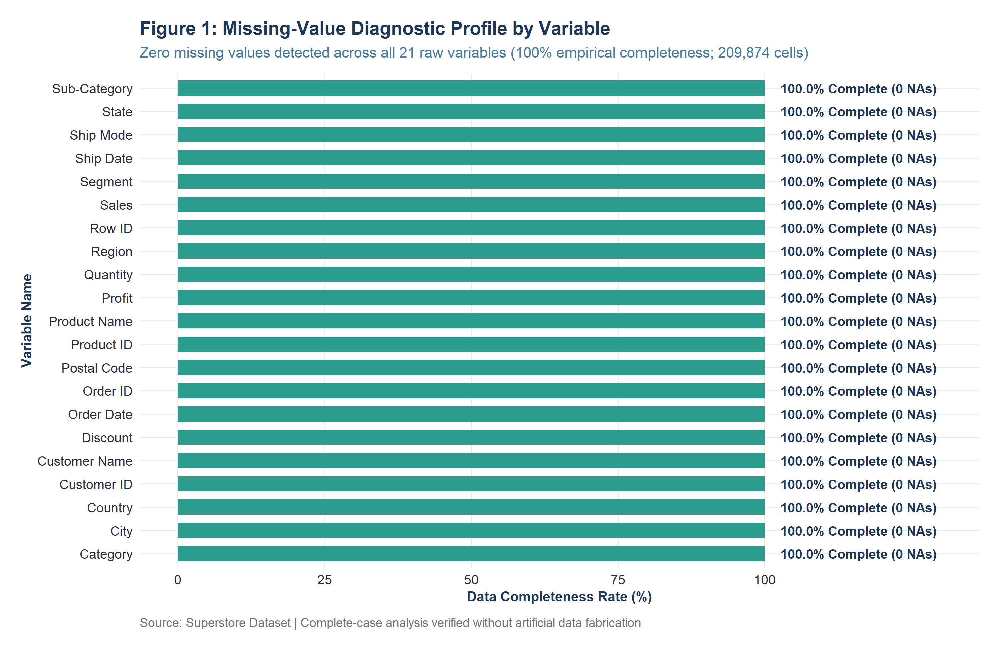 Figure 1: Missing-Value Diagnostic Profile by Variable
Zero missing values detected across all 21 raw variables (100% empirical completeness; 209,874 cells)
Variable Name
Sub-Category 100.0% Complete (0 NAs)
State 100.0% Complete (0 NAs)
Ship Mode 100.0% Complete (0 NAs)
Ship Date 100.0% Complete (0 NAs)
Segment 100.0% Complete (0 NAs)
Sales 100.0% Complete (0 NAs)
Row ID 100.0% Complete (0 NAs)
Region 100.0% Complete (0 NAs)
Quantity 100.0% Complete (0 NAs)
Profit 100.0% Complete (0 NAs)
Product Name 100.0% Complete (0 NAs)
Product ID 100.0% Complete (0 NAs)
Postal Code 100.0% Complete (0 NAs)
Order ID 100.0% Complete (0 NAs)
Order Date 100.0% Complete (0 NAs)
Discount 100.0% Complete (0 NAs)
Customer Name 100.0% Complete (0 NAs)
Customer ID 100.0% Complete (0 NAs)
Country 100.0% Complete (0 NAs)
City 100.0% Complete (0 NAs)
Category 100.0% Complete (0 NAs)
0 25 50 75 100
Data Completeness Rate (%)
Source: Superstore Dataset | Complete-case analysis verified without artificial data fabrication